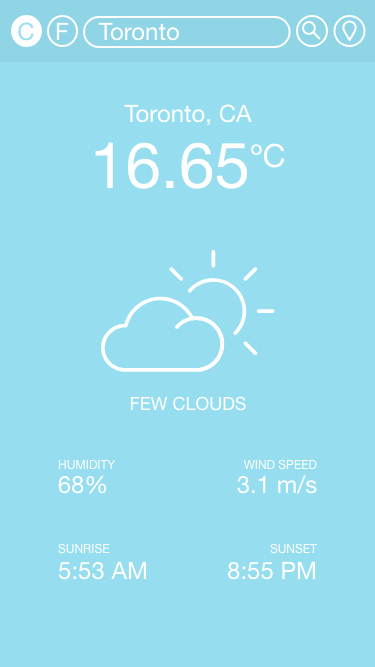 C F Toronto
Toronto, CA
16.65°C
FEW CLOUDS
HUMIDITY WIND SPEED
68% 3.1 m/s
SUNRISE SUNSET
5:53 AM 8:55 PM